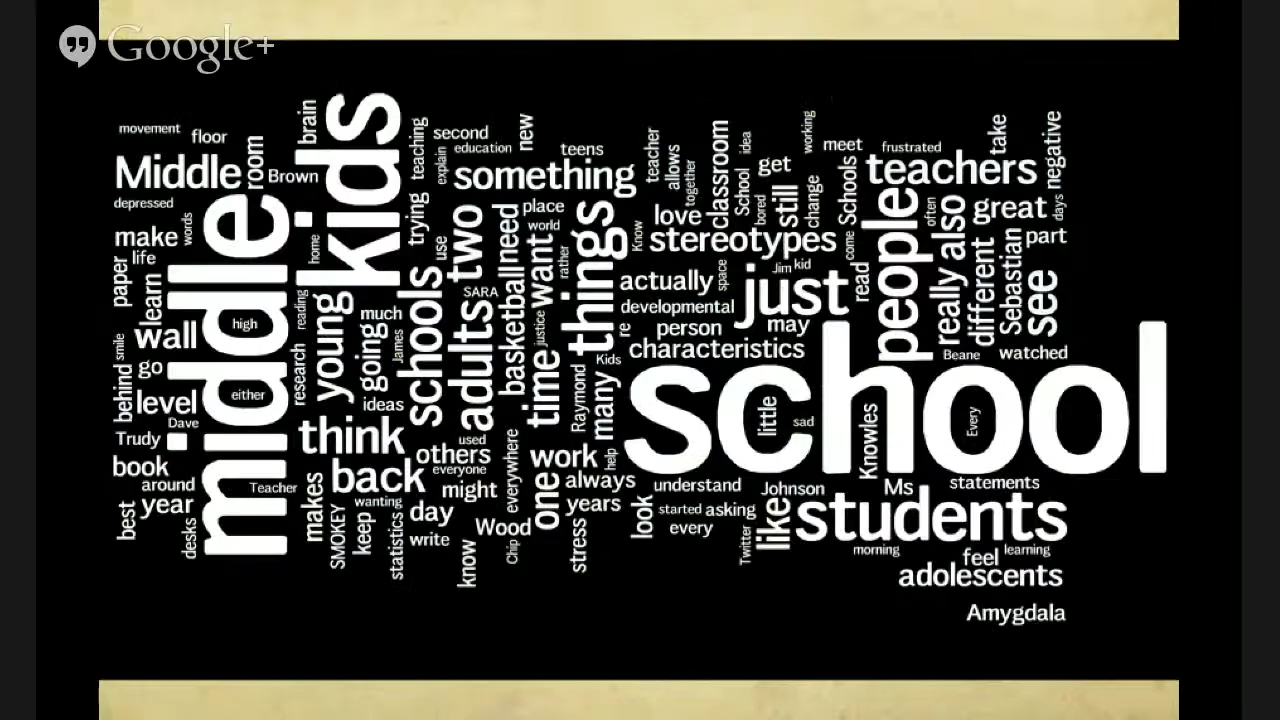 Google+
movement
floor
Middle
room
Brown
brain
kids
depressed
words
make
life
paper
learn
wall
smile
go
behind
level
Dave
Trudy
book
around
year
best
desks
middle
high
either
Teacher
home
reading
young
research
much
going
James
ideas
think
back
makes
SMOKEY
wanting
keep
statistics
teaching
second
explain
education
something
trying
use
two
schools
SARA
adults
used
others
everyone
might
day
write
know
new
teens
place
need
world
want
rather
basketball
justice
time
things
Kids
Raymond
many
everywhere
work
one
always
years
help
Wood
Chip
stress
teacher
allows
together
classroom
School
idea
get
bored
still
working
change
love
Know
stereotypes
actually
space
Jim
kid
just
developmental
re
person
may
characteristics
meet
Schools
come
read
frustrated
teachers
people
often
really
also
take
negative
great
days
different
Sebastian
part
see
Beane
watched
school
little
sad
Knowles
Every
look
understand
started
asking
every
Johnson
Twitter
like
Ms
statements
students
morning
feel
learning
adolescents
Amygdala